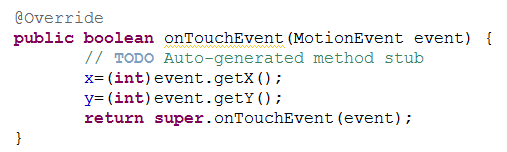 @Override
public boolean onTouchEvent(MotionEvent event) {
// TODO Auto-generated method stub
x=(int)event.getX();
y=(int)event.getY();
return super.onTouchEvent(event);
}